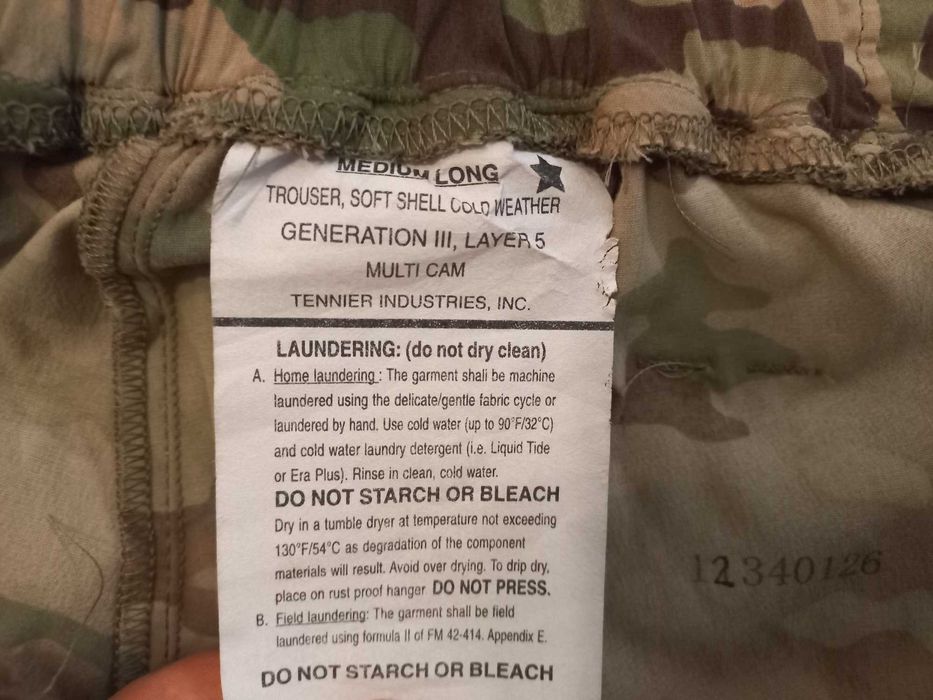 MEDIUM LONG
TROUSER, SOFT SHELL COLD WEATHER
GENERATION III, LAYER 5
MULTI CAM
TENNIER INDUSTRIES, INC.
LAUNDERING: (do not dry clean)
A. Home laundering : The garment shall be machine
laundered using the delicate/gentle fabric cycle or
laundered by hand. Use cold water (up to 90°F/32°C)
and cold water laundry detergent (i.e. Liquid Tide
or Era Plus). Rinse in clean, cold water.
DO NOT STARCH OR BLEACH
Dry in a tumble dryer at temperature not exceeding
130°F/54°C as degradation of the component
materials will result. Avoid over drying. To drip dry,
place on rust proof hanger. DO NOT PRESS.
B. Field laundering: The garment shall be field
laundered using formula II of FM 42-414. Appendix E.
DO NOT STARCH OR BLEACH
12340126